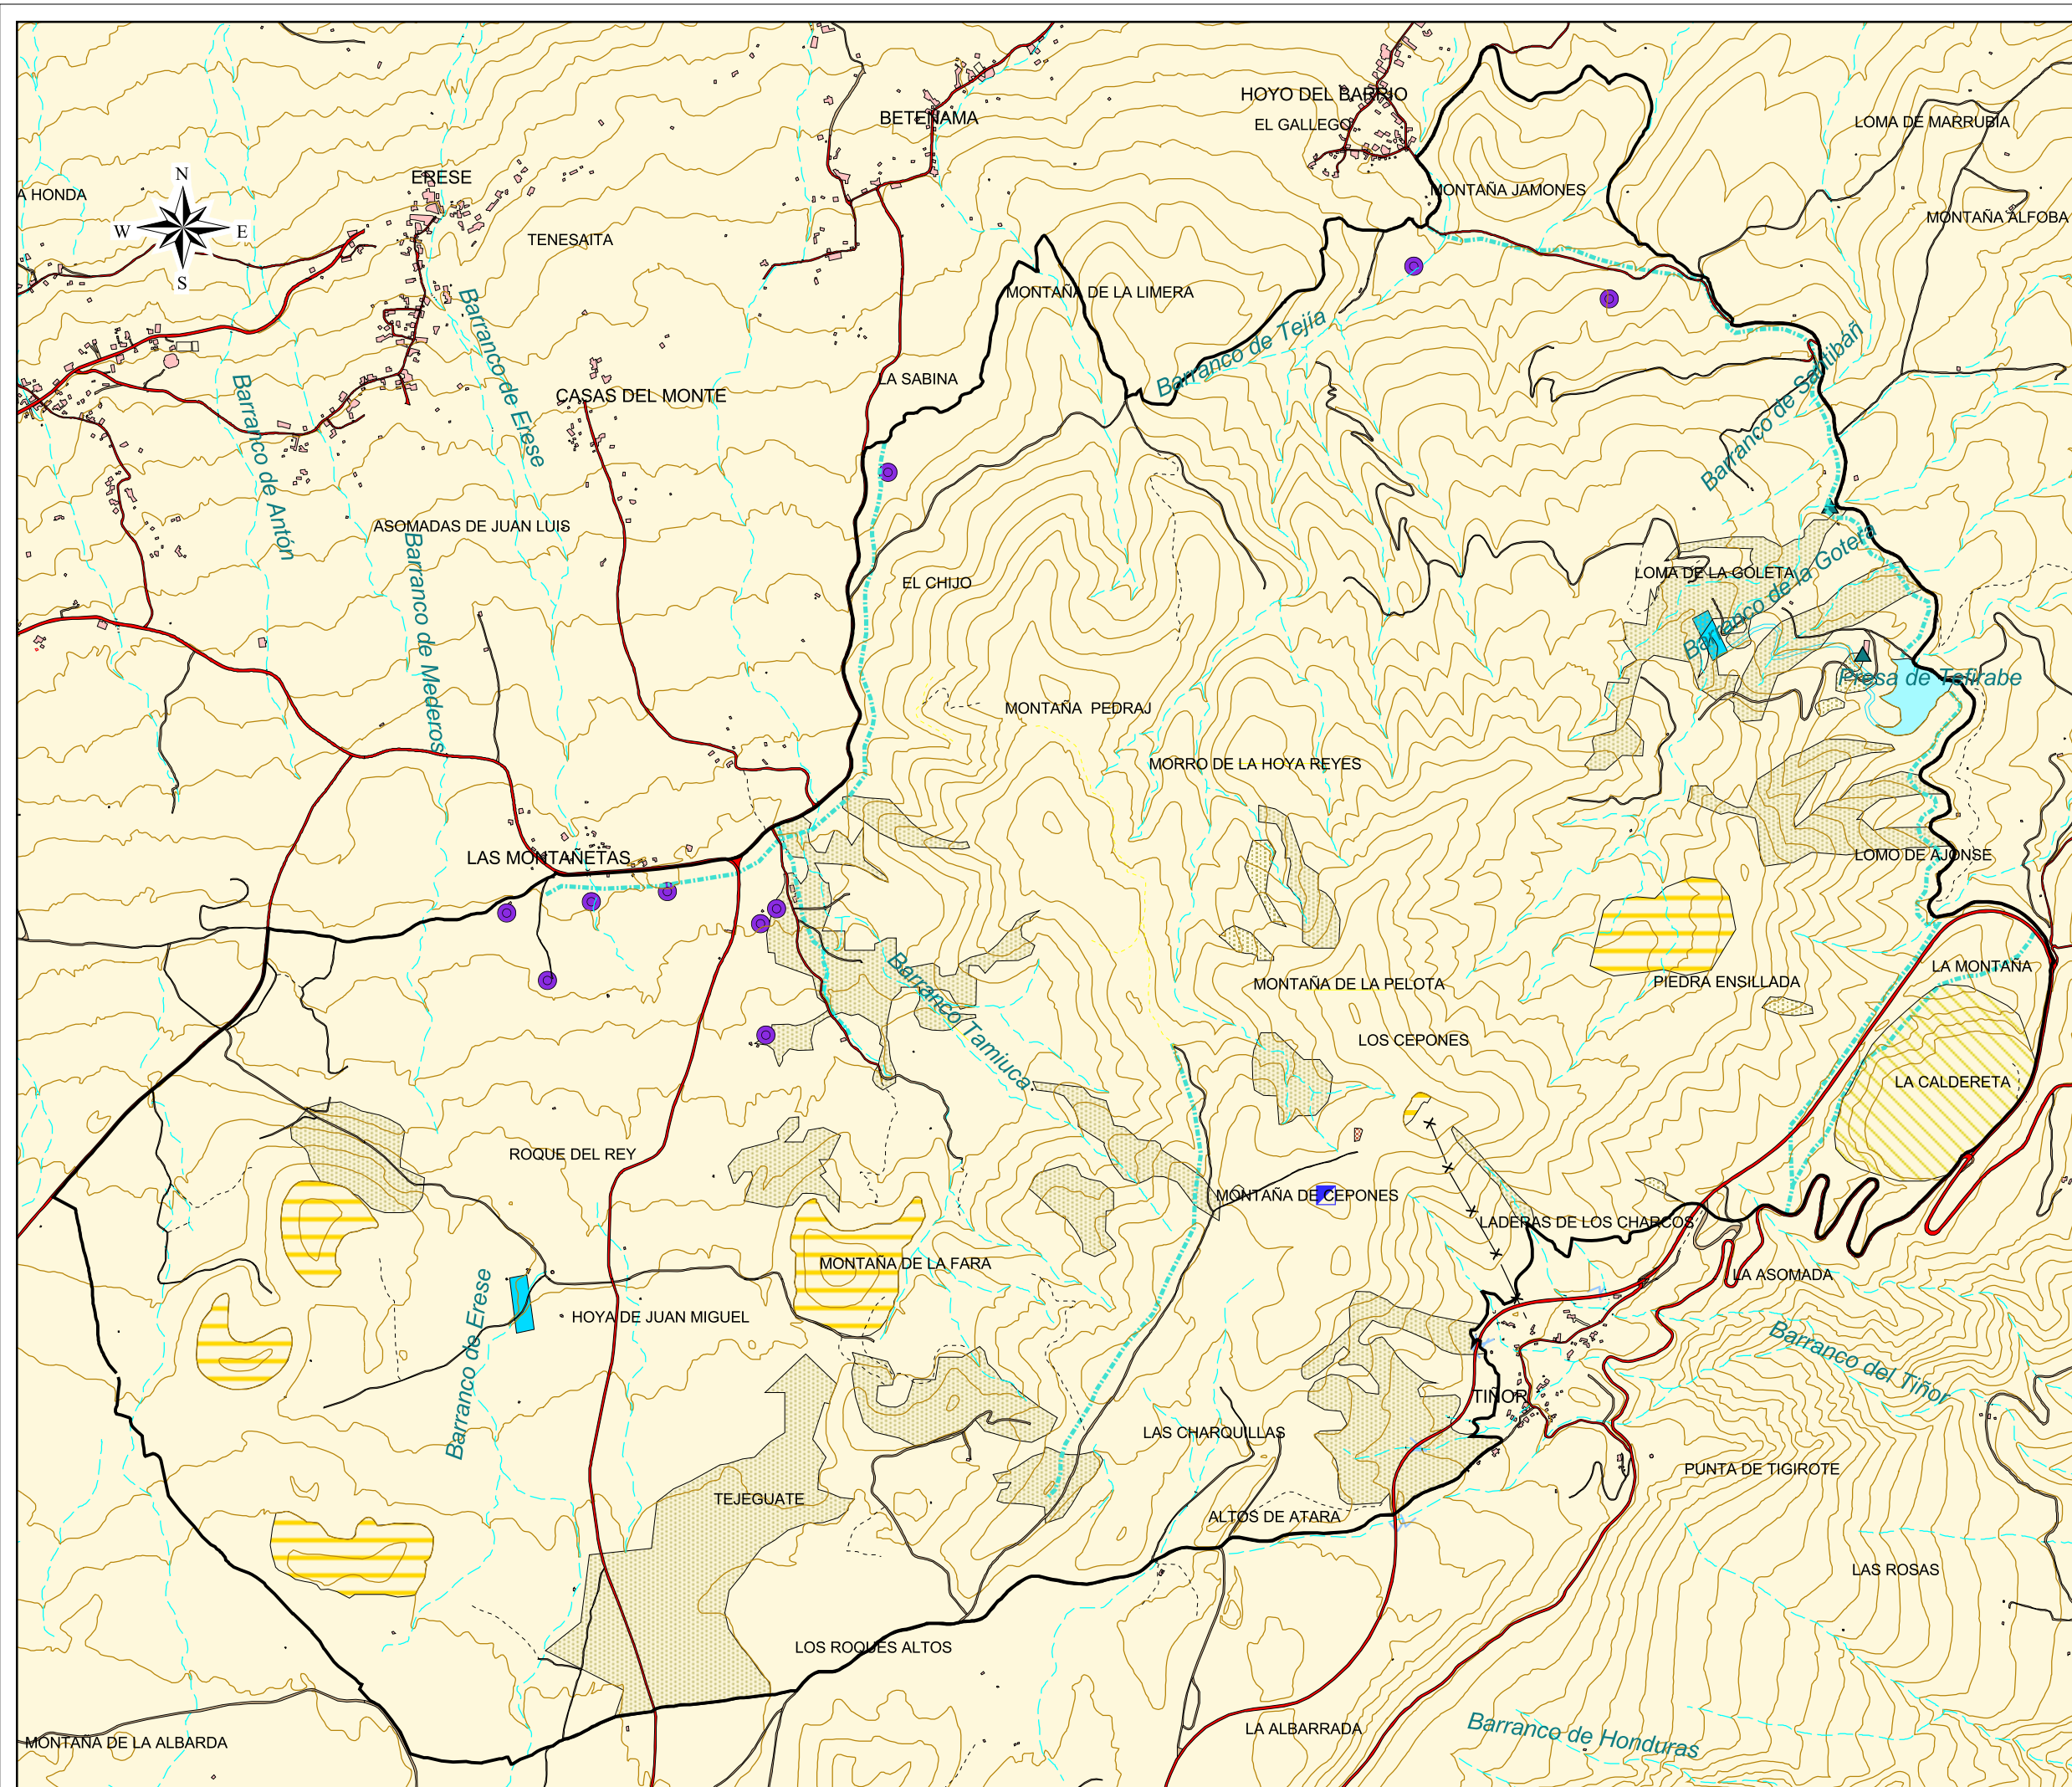 HOYO DEL BARRIO
BETENAMA
EL GALLEGO
LOMA DE MARRUBIA
N
ERESE
A HONDA
MONTAÑA JAMONES
MONTAÑA ALFOBA
W
E
TENESAITA
S
MONTAÑA DE LA LIMERA
Barranco de Erese
Barranco de Tejía
Barranco de Santibáñ
LA SABINA
CASAS DEL MONTE
Barranco de Antón
ASOMADAS DE JUAN LUIS
Barranco de Mederos
EL CHIJO
LOMA DE LA GOLETA
Barranco de la Gotera
Presa de Tefirabe
MONTAÑA PEDRAJ
MORRO DE LA HOYA REYES
LAS MONTAÑETAS
LOMO DE AJONSE
LA MONTAÑA
Barranco Tamiuca
MONTAÑA DE LA PELOTA
PIEDRA ENSILLADA
LOS CEPONES
LA CALDERETA
ROQUE DEL REY
MONTAÑA DE CEPONES
LADERAS DE LOS CHARCOS
MONTAÑA DE LA FARA
LA ASOMADA
HOYA DE JUAN MIGUEL
Barranco de Erese
Barranco del Tiñor
TIÑOR
LAS CHARQUILLAS
PUNTA DE TIGIROTE
TEJEGUATE
ALTOS DE ATARA
LAS ROSAS
LOS ROQUES ALTOS
LA ALBARRADA
Barranco de Honduras
MONTAÑA DE LA ALBARDA